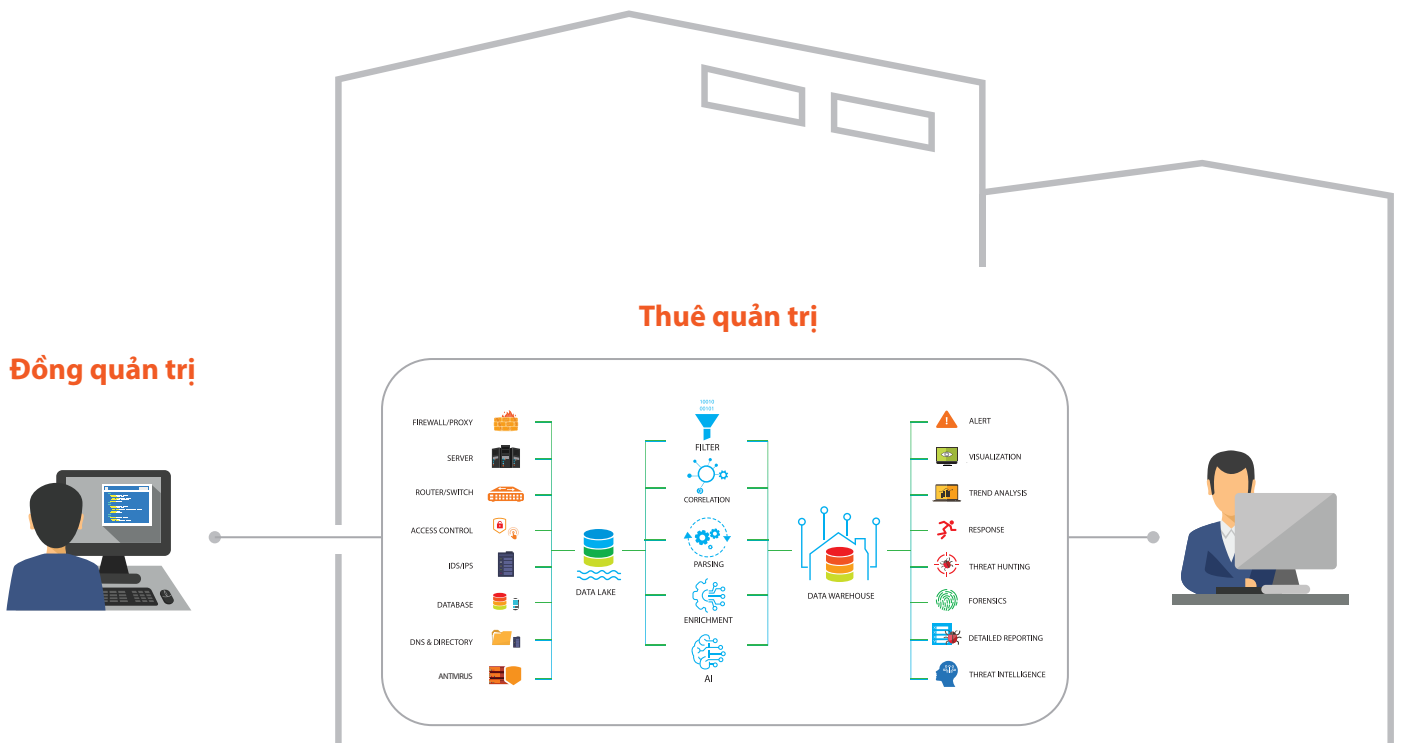 Thuê quản trị
Đồng quản trị
FIREWALL/PROXY
SERVER
ROUTER/SWITCH
ACCESS CONTROL
IDS/IPS
DATABASE
DNS & DIRECTORY
ANTIVIRUS
DATA LAKE
10010
00101
FILTER
CORRELATION
PARSING
ENRICHMENT
AI
DATA WAREHOUSE
ALERT
VISUALIZATION
TREND ANALYSIS
RESPONSE
THREAT HUNTING
FORENSICS
DETAILED REPORTING
THREAT INTELLIGENCE